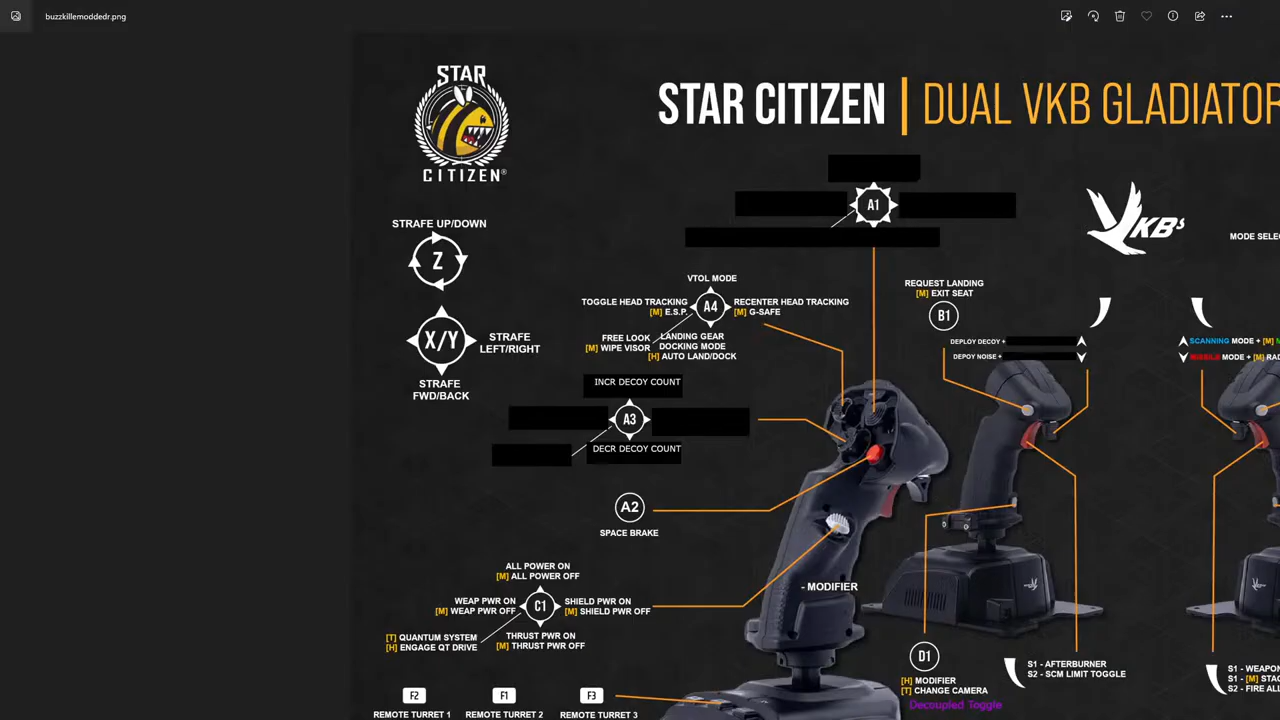 buzzkillemoddedr.png
STAR
CITIZEN®
STAR CITIZEN | DUAL VKB GLADIATOR
A1
VKBs
STRAFE UP/DOWN
Z
MODE SELE
VTOL MODE
TOGGLE HEAD TRACKING
[M] E.S.P.
A4
RECENTER HEAD TRACKING
[M] G-SAFE
FREE LOOK
[M] WIPE VISOR
LANDING GEAR
DOCKING MODE
[H] AUTO LAND/DOCK
REQUEST LANDING
[M] EXIT SEAT
B1
X/Y
STRAFE
LEFT/RIGHT
STRAFE
FWD/BACK
DEPLOY DECOY +
DEPOY NOISE +
SCANNING MODE + [M]
MISSILE MODE + [M] RAD
INCR DECOY COUNT
A3
DECR DECOY COUNT
A2
SPACE BRAKE
ALL POWER ON
[M] ALL POWER OFF
WEAP PWR ON
[M] WEAP PWR OFF
C1
SHIELD PWR ON
[M] SHIELD PWR OFF
[T] QUANTUM SYSTEM
[H] ENGAGE QT DRIVE
THRUST PWR ON
[M] THRUST PWR OFF
- MODIFIER
D1
[H] MODIFIER
[T] CHANGE CAMERA
Decoupled Toggle
S1 - AFTERBURNER
S2 - SCM LIMIT TOGGLE
S1 - WEAPON
S1 - [M] STAG
S2 - FIRE ALL
F2
F1
F3
REMOTE TURRET 1
REMOTE TURRET 2
REMOTE TURRET 3